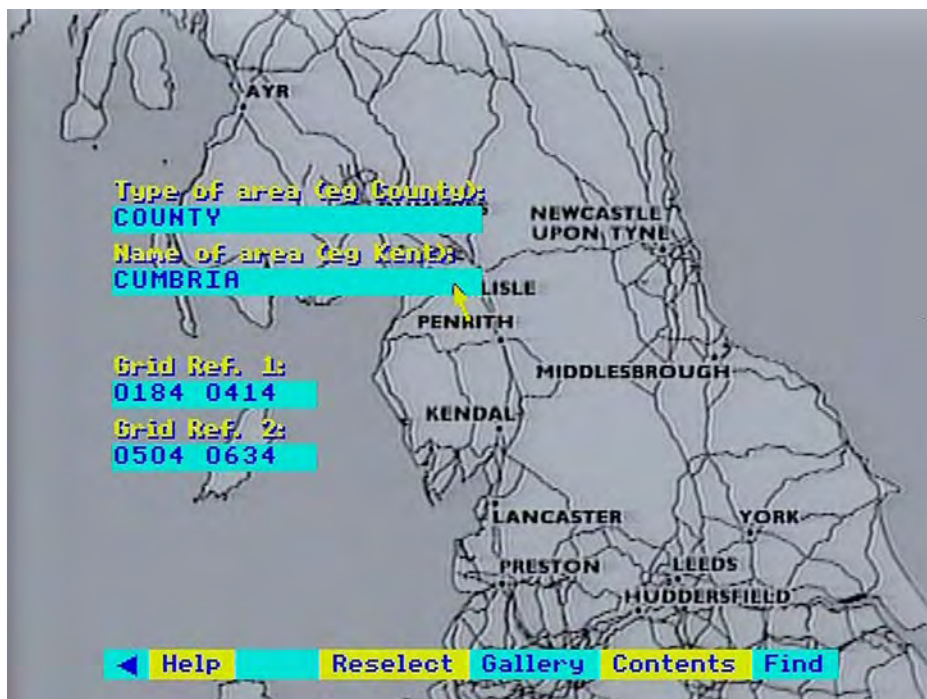 AYR
Type of area (eg County):
COUNTY
NEWCASTLE
UPON TYNE
Name of area (eg Kent):
CUMBRIA
LISLE
PENRITH
Grid Ref. 1:
0184 0414
MIDDLESBROUGH
KENDAL
Grid Ref. 2:
0504 0634
LANCASTER
YORK
PRESTON
LEEDS
HUDDERSFIELD
Help Reselect Gallery Contents Find